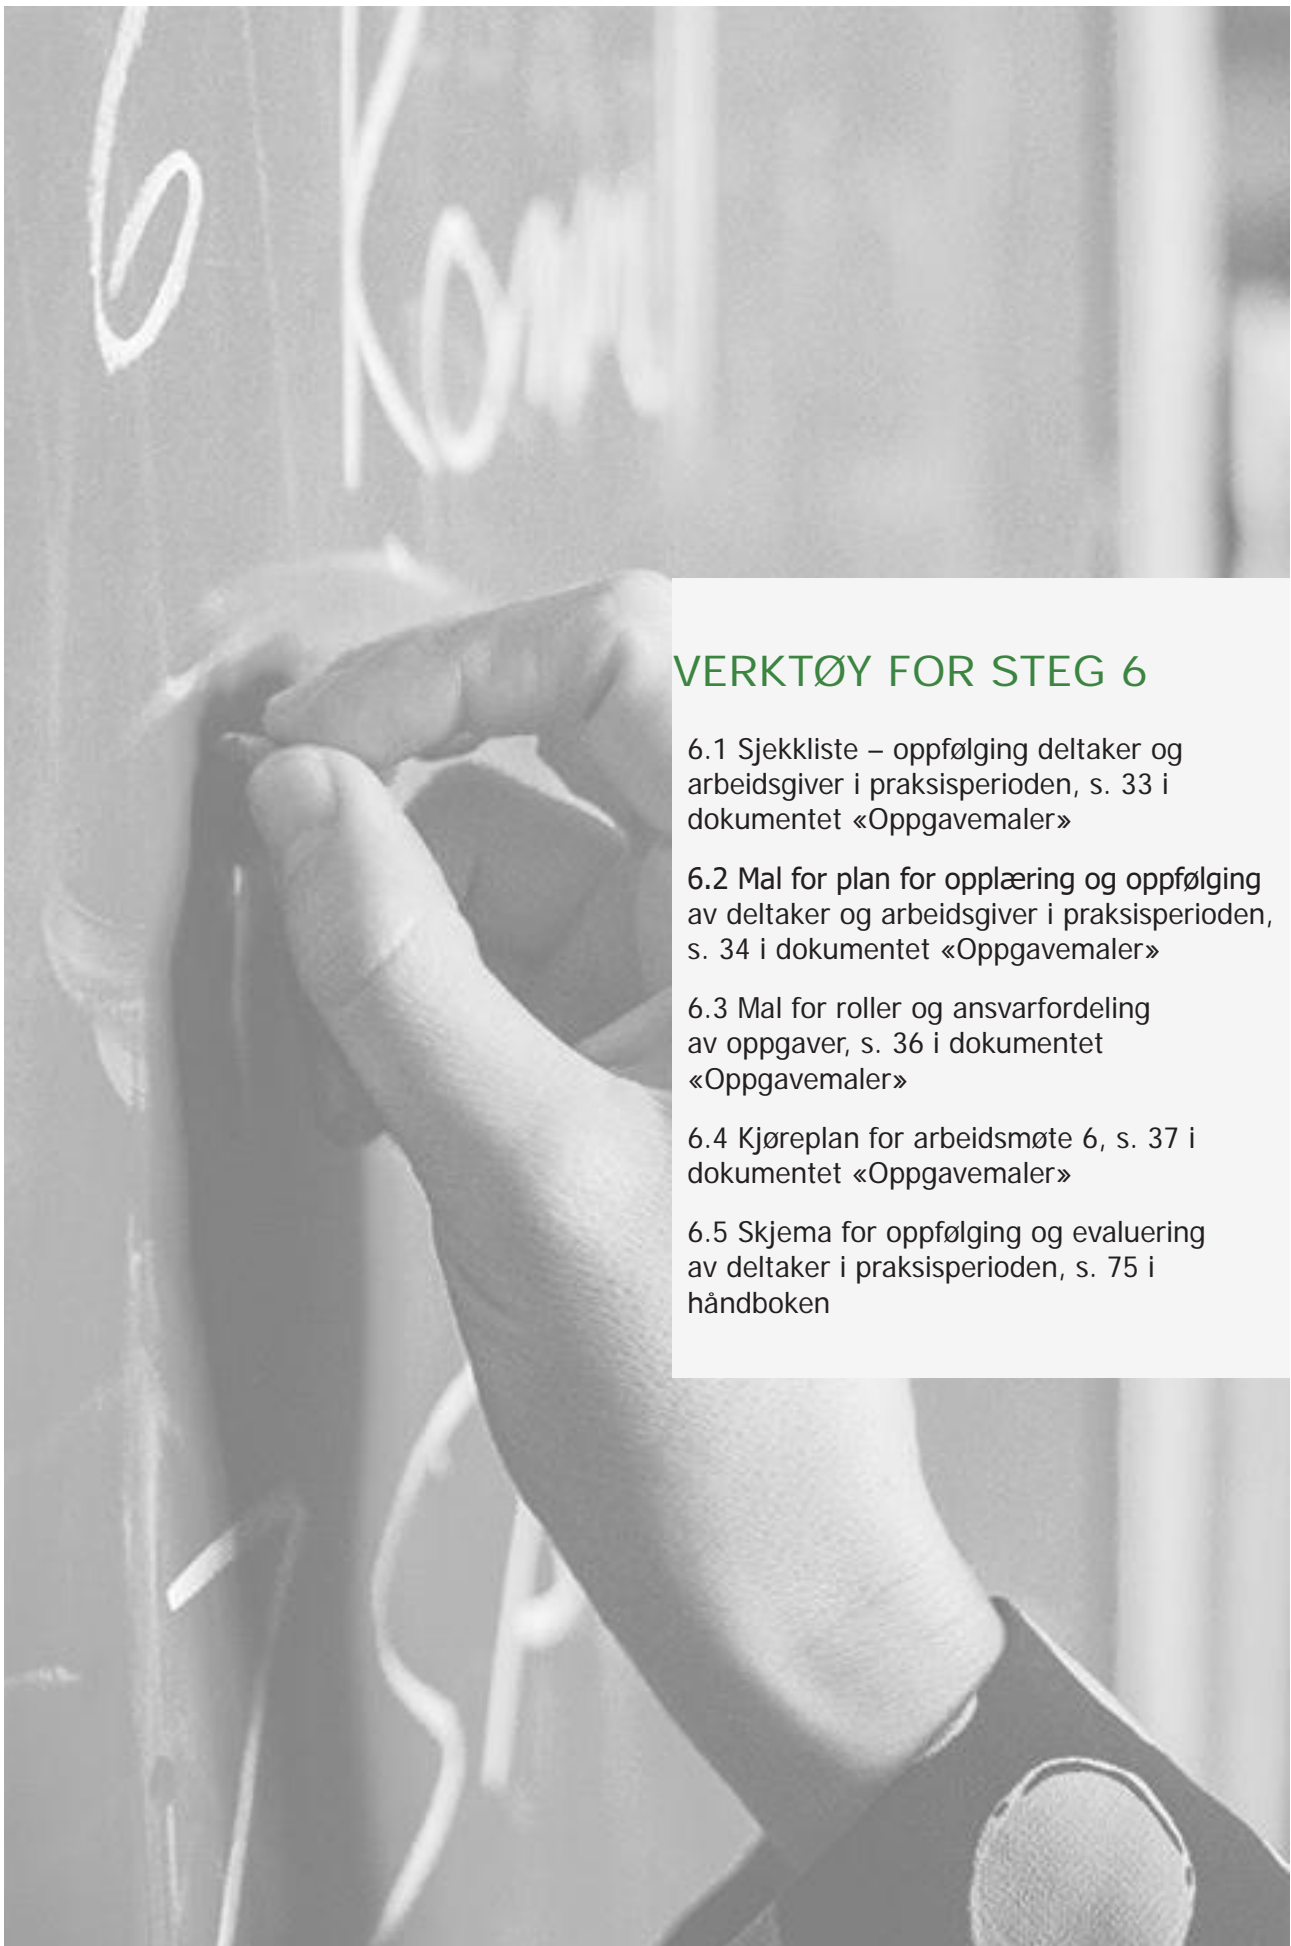 6 Kom
VERKTØY FOR STEG 6
6.1 Sjekkliste – oppfølging deltaker og
arbeidsgiver i praksisperioden, s. 33 i
dokumentet «Oppgavemaler»
6.2 Mal for plan for opplæring og oppfølging
av deltaker og arbeidsgiver i praksisperioden,
s. 34 i dokumentet «Oppgavemaler»
6.3 Mal for roller og ansvarfordeling
av oppgaver, s. 36 i dokumentet
«Oppgavemaler»
6.4 Kjøreplan for arbeidsmøte 6, s. 37 i
dokumentet «Oppgavemaler»
6.5 Skjema for oppfølging og evaluering
av deltaker i praksisperioden, s. 75 i
håndboken